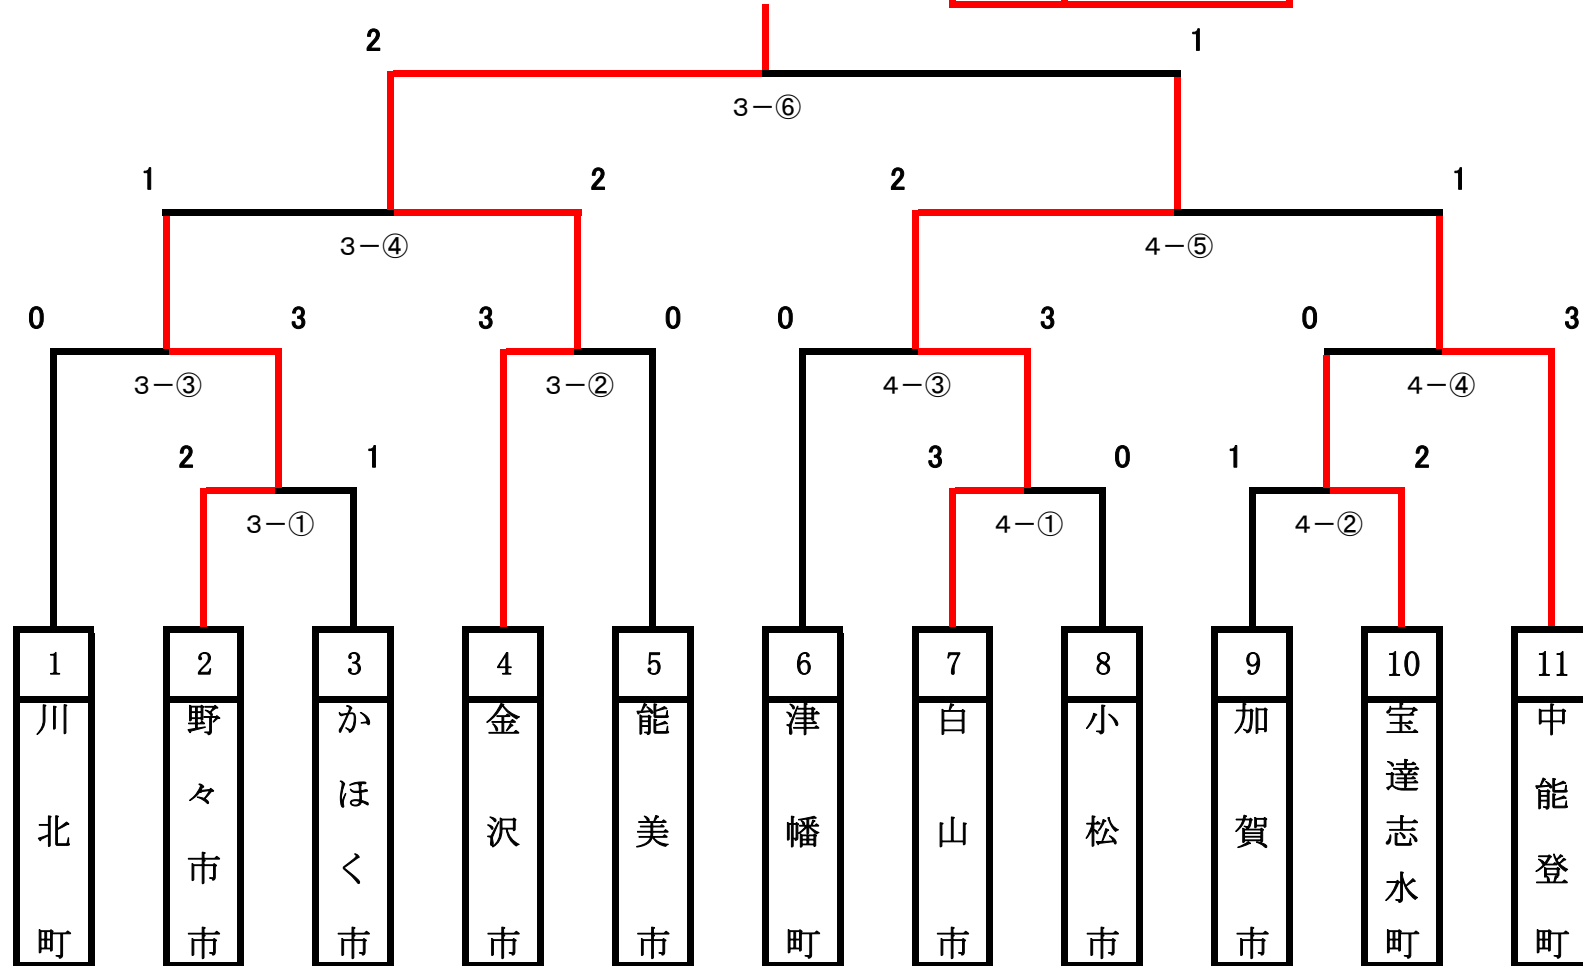 2 1
3－⑥
1 2 2 1
3－④ 4－⑤
0 3 3 0 0 3 0 3
3－③ 3－② 4－③ 4－④
2 1 3 0 1 2
3－① 4－① 4－②
1 2 3 4 5 6 7 8 9 10 11
川北町
野々市市
かほく市
金沢市
能美市
津幡町
白山市
小松市
加賀市
宝達志水町
中能登町